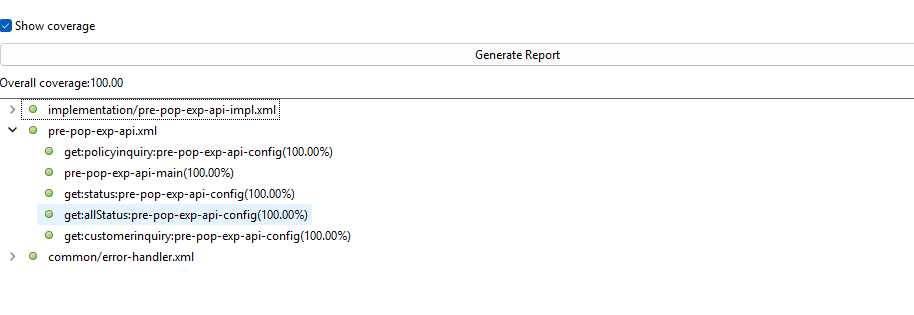 Show coverage
Generate Report
Overall coverage:100.00
implementation/pre-pop-exp-api-impl.xml
pre-pop-exp-api.xml
get:policyinquiry:pre-pop-exp-api-config(100.00%)
pre-pop-exp-api-main(100.00%)
get:status:pre-pop-exp-api-config(100.00%)
get:allStatus:pre-pop-exp-api-config(100.00%)
get:customerinquiry:pre-pop-exp-api-config(100.00%)
common/error-handler.xml